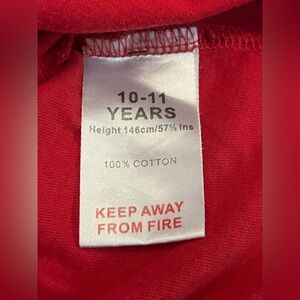 10-11
YEARS
Height 146cm/57½ ins
100% COTTON
KEEP AWAY
FROM FIRE